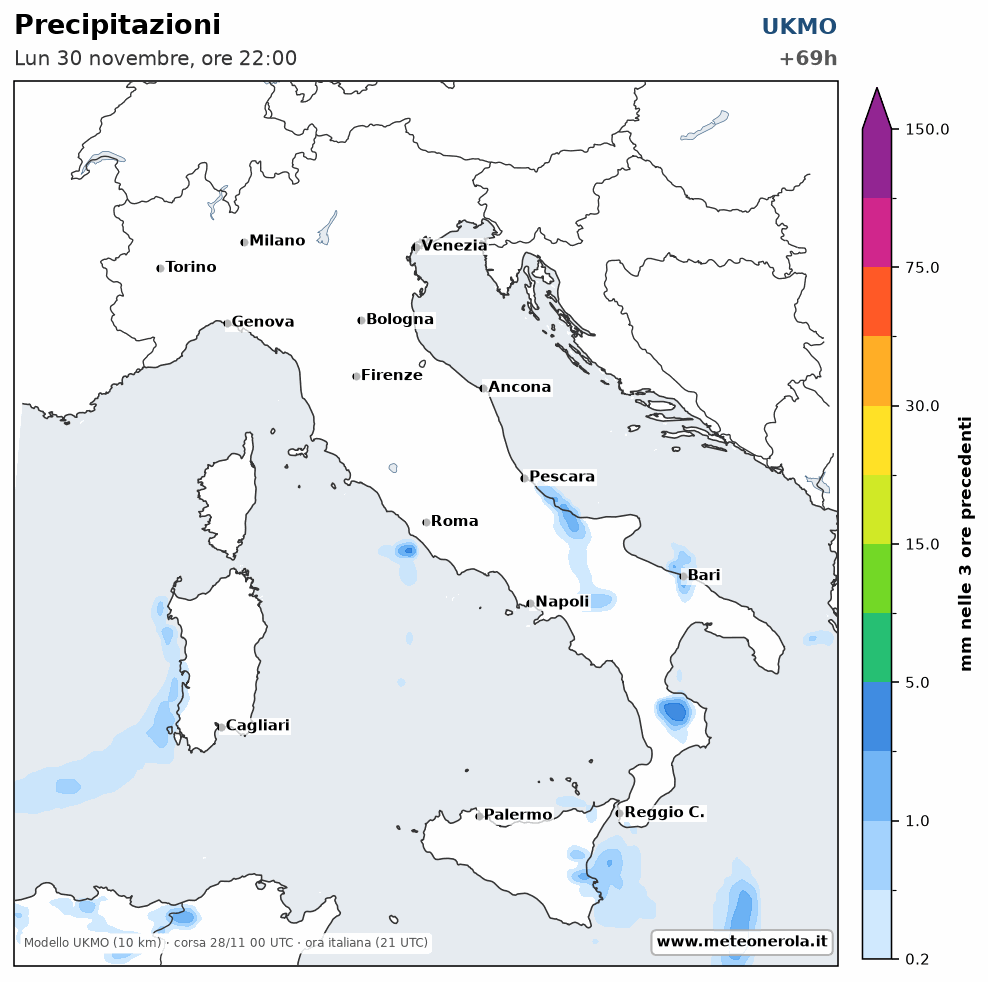 Precipitazioni
UKMO
Lun 30 novembre, ore 22:00
+69h
Milano
Venezia
Torino
Genova
Bologna
Firenze
Ancona
Pescara
Roma
Bari
Napoli
Cagliari
Palermo
Reggio C.
Modello UKMO (10 km) · corsa 28/11 00 UTC · ora italiana (21 UTC)
www.meteonerola.it
150.0
75.0
30.0
15.0
5.0
1.0
0.2
mm nelle 3 ore precedenti